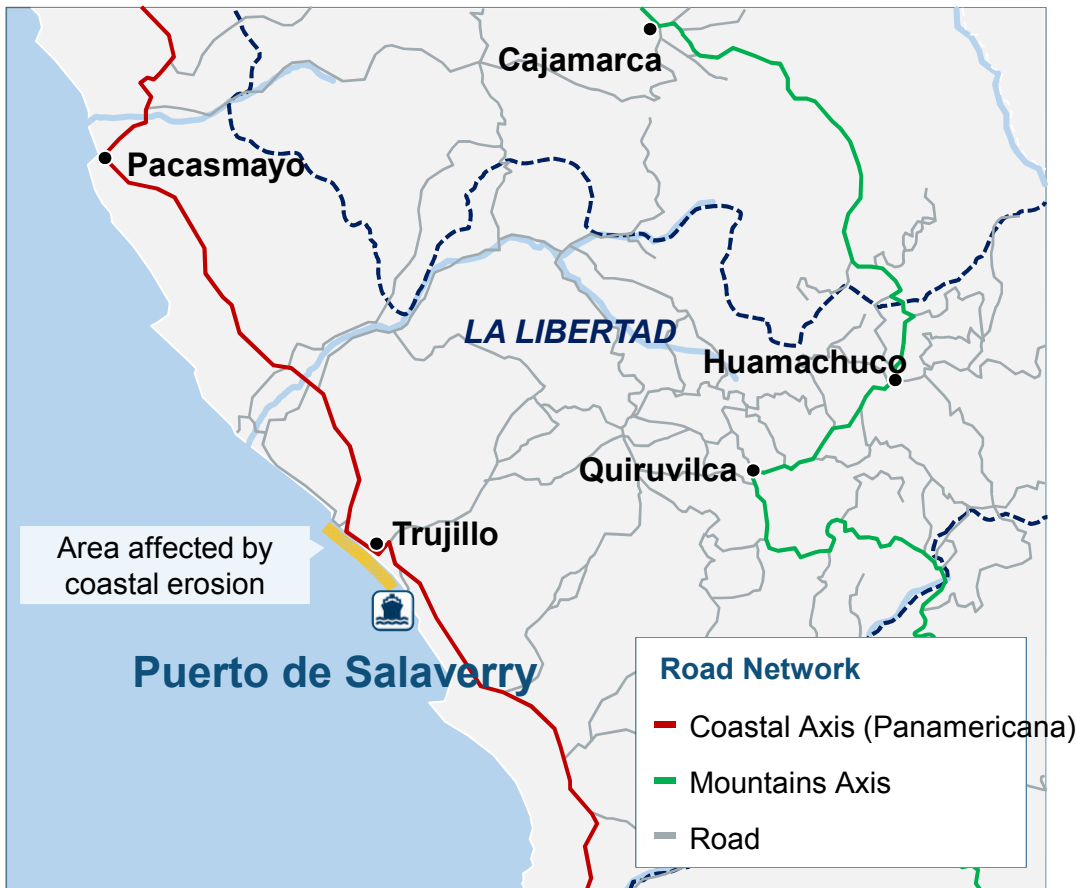 Cajamarca
Pacasmayo
LA LIBERTAD
Huamachuco
Quiruvilca
Trujillo
Area affected by
coastal erosion
Puerto de Salaverry
Road Network
Coastal Axis (Panamericana)
Mountains Axis
Road